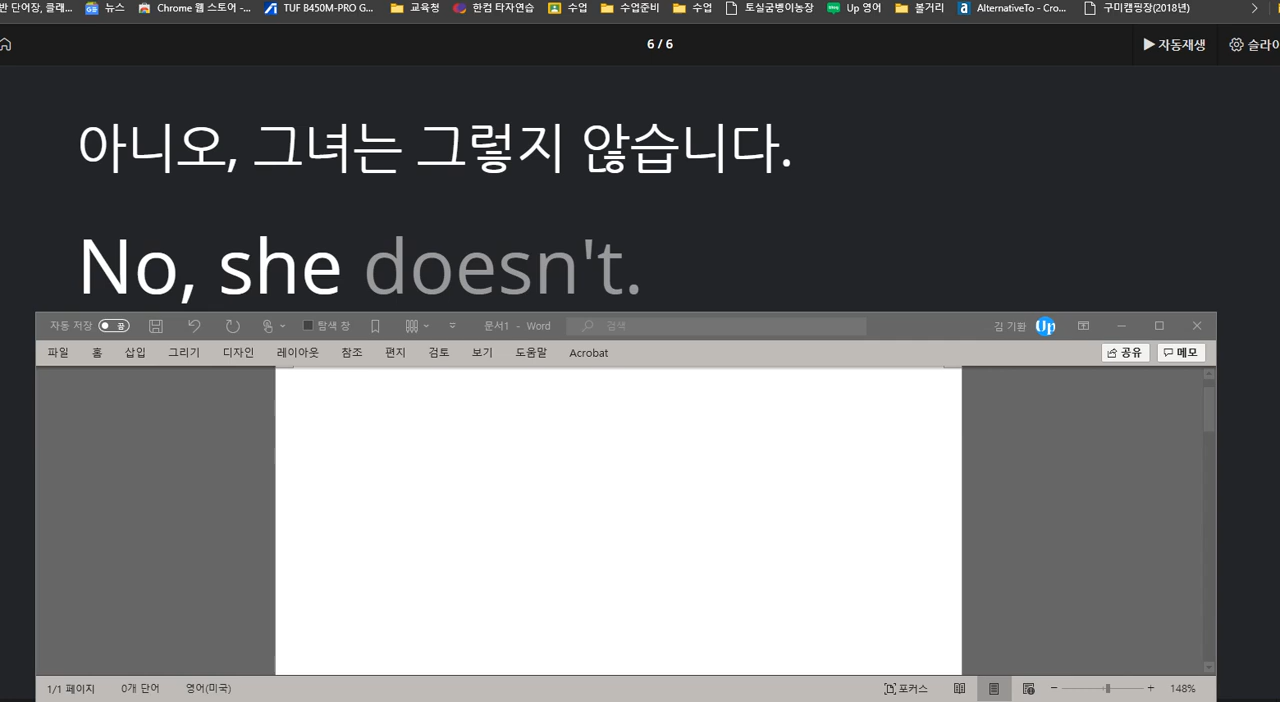 반 단어장, 클래... 뉴스 Chrome 웹 스토어 -... TUF B450M-PRO G... 교육청 한컴 타자연습 수업 수업준비 수업 토실굼벵이농장 Up 영어 볼거리 AlternativeTo - Cro... 구미캠핑장(2018년)
6 / 6 자동재생 슬라이
아니오, 그녀는 그렇지 않습니다.
No, she doesn't.
자동 저장 끔 탐색 창 문서1 - Word 검색 김 기환 Up
파일 홈 삽입 그리기 디자인 레이아웃 참조 편지 검토 보기 도움말 Acrobat 공유 메모
1/1 페이지 0개 단어 영어(미국) 포커스 148%